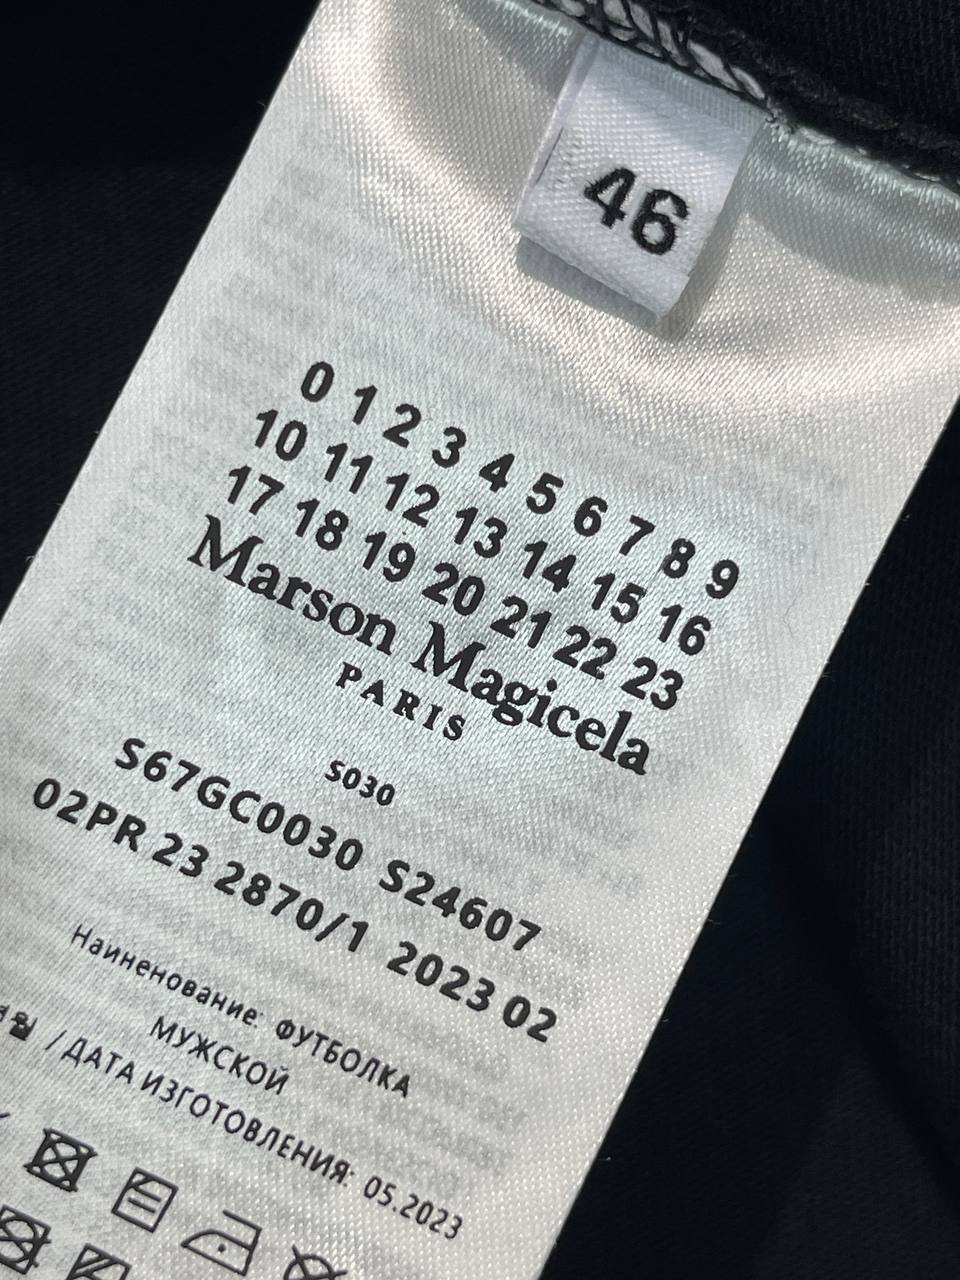 46
0 1 2 3 4 5 6 7 8 9
10 11 12 13 14 15 16
17 18 19 20 21 22 23
Marson Magicela
PARIS
S030
S67GC0030 S24607
02PR 23 2870/1 2023 02
Наиненование: ФУТБОЛКА
МУЖСКОЙ
월 / ДАТА ИЗГОТОВЛЕНИЯ: 05.2023